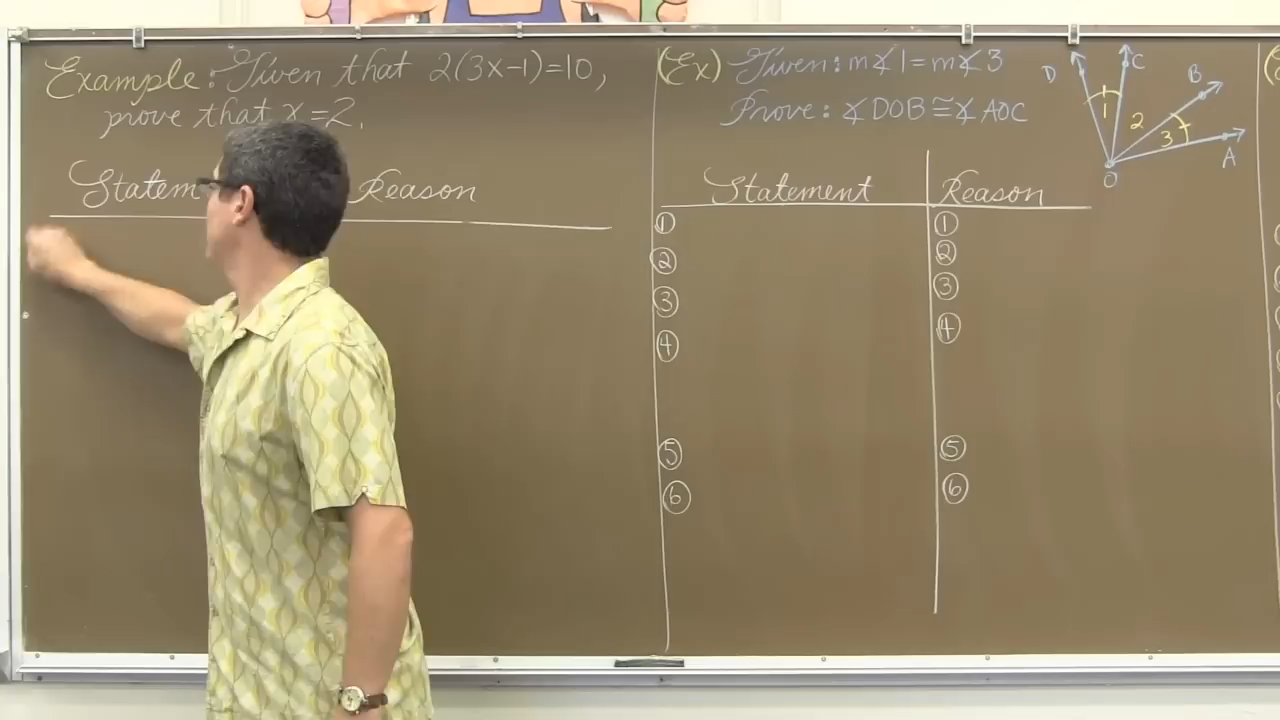 Example: Given that 2(3x-1)=10,
prove that x=2.
Statem
Reason
(Ex) Given: m∡1=m∡3
Prove: ∡DOB≅∡AOC
Statement Reason
① ①
② ②
③ ③
④ ④
⑤ ⑤
⑥ ⑥
D
C
B
A
O
1
2
3